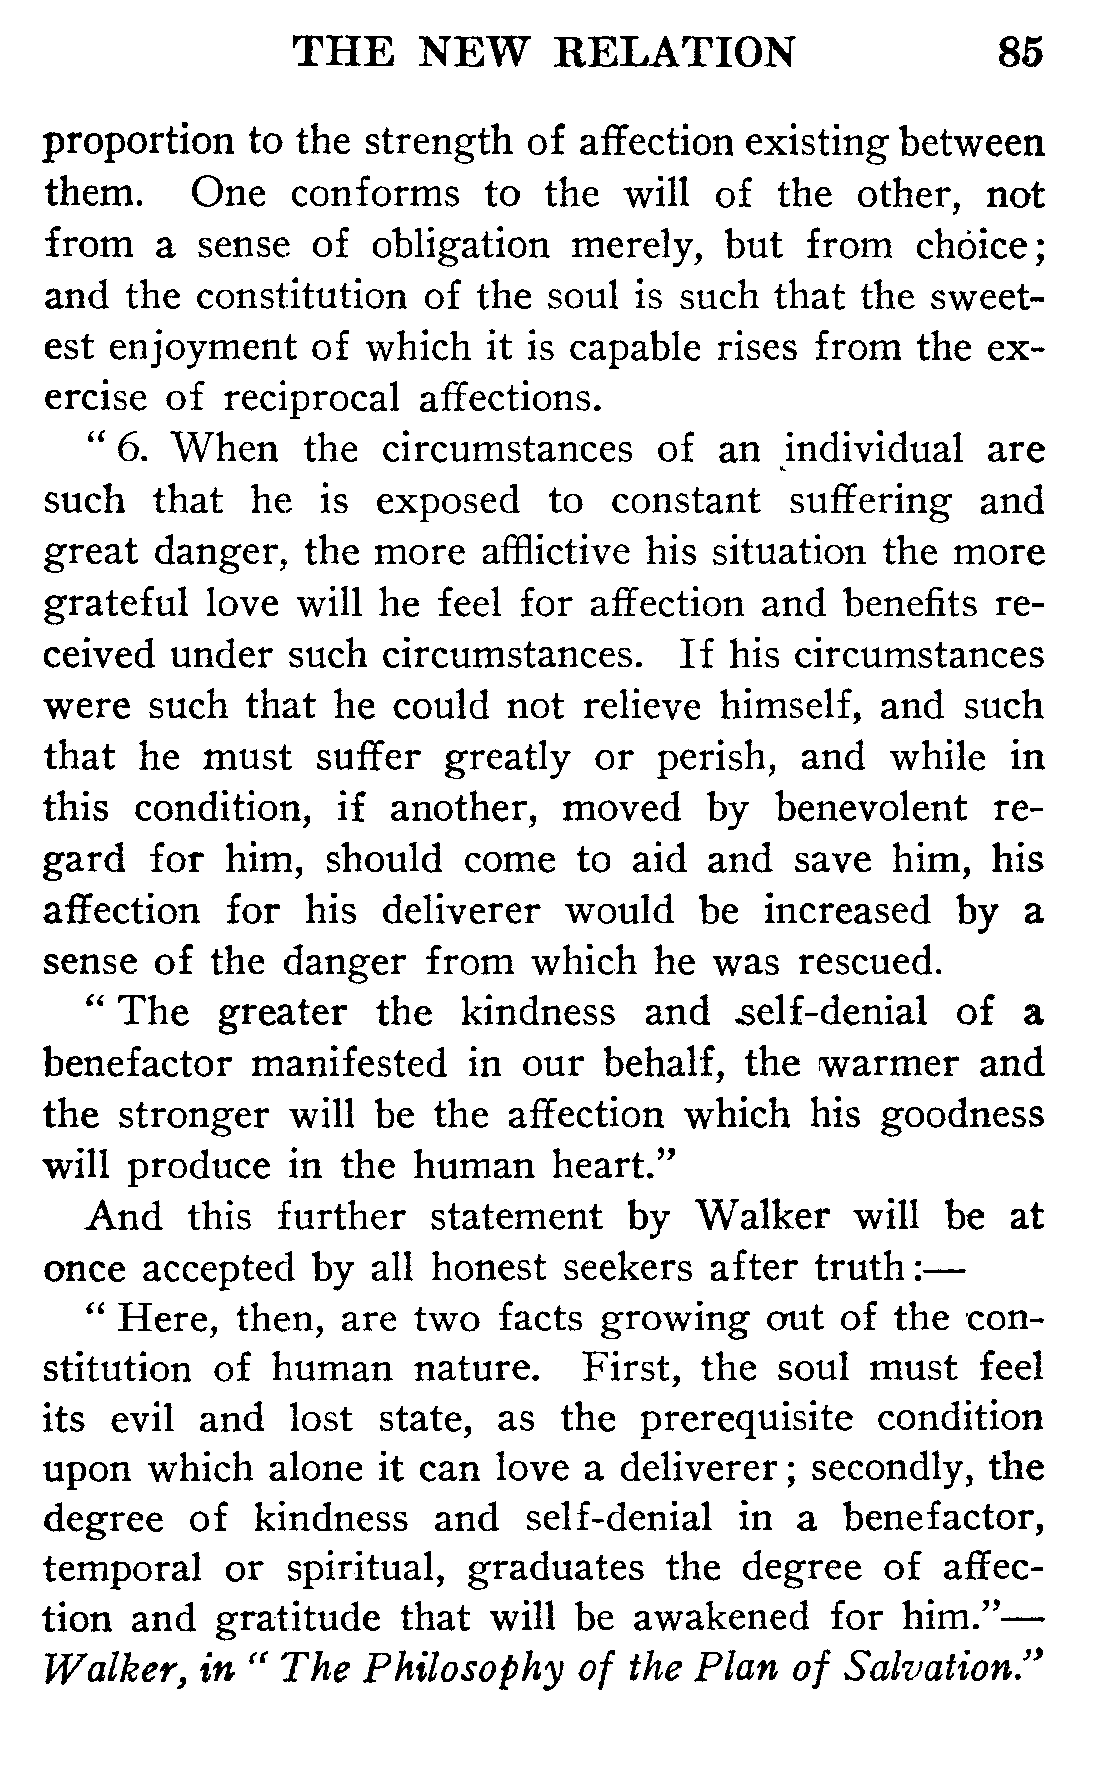 THE NEW RELATION 85
proportion to the strength of affection existing between
them. One conforms to the will of the other, not
from a sense of obligation merely, but from choice;
and the constitution of the soul is such that the sweet-
est enjoyment of which it is capable rises from the ex-
ercise of reciprocal affections.
“ 6. When the circumstances of an individual are
such that he is exposed to constant suffering and
great danger, the more afflictive his situation the more
grateful love will he feel for affection and benefits re-
ceived under such circumstances. If his circumstances
were such that he could not relieve himself, and such
that he must suffer greatly or perish, and while in
this condition, if another, moved by benevolent re-
gard for him, should come to aid and save him, his
affection for his deliverer would be increased by a
sense of the danger from which he was rescued.
“ The greater the kindness and self-denial of a
benefactor manifested in our behalf, the warmer and
the stronger will be the affection which his goodness
will produce in the human heart.”
And this further statement by Walker will be at
once accepted by all honest seekers after truth:—
“ Here, then, are two facts growing out of the con-
stitution of human nature. First, the soul must feel
its evil and lost state, as the prerequisite condition
upon which alone it can love a deliverer; secondly, the
degree of kindness and self-denial in a benefactor,
temporal or spiritual, graduates the degree of affec-
tion and gratitude that will be awakened for him.”—
Walker, in “ The Philosophy of the Plan of Salvation.”